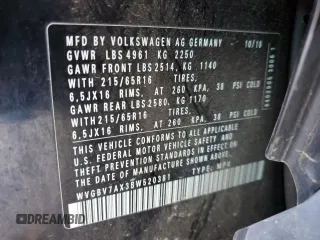 MFD BY VOLKSWAGEN AG GERMANY 10/10
GVWR LBS 4961 KG 2250
GAWR FRONT LBS 2514, KG 1140
WITH 215/65R16 TIRES,
6.5JX16 RIMS, AT 260 KPA, 38 PSI COLD
GAWR REAR LBS 2580, KG 1170
WITH 215/65R16 TIRES,
6.5JX16 RIMS, AT 260 KPA, 38 PSI COLD
THIS VEHICLE CONFORMS TO ALL APPLICABLE
FEDERAL MOTOR VEHICLE SAFETY
STANDARDS IN EFFECT ON THE DATE OF
MANUFACTURE SHOWN ABOVE.
WVGBV7AX3BW520381 TYPE: MPV
DREAMBID